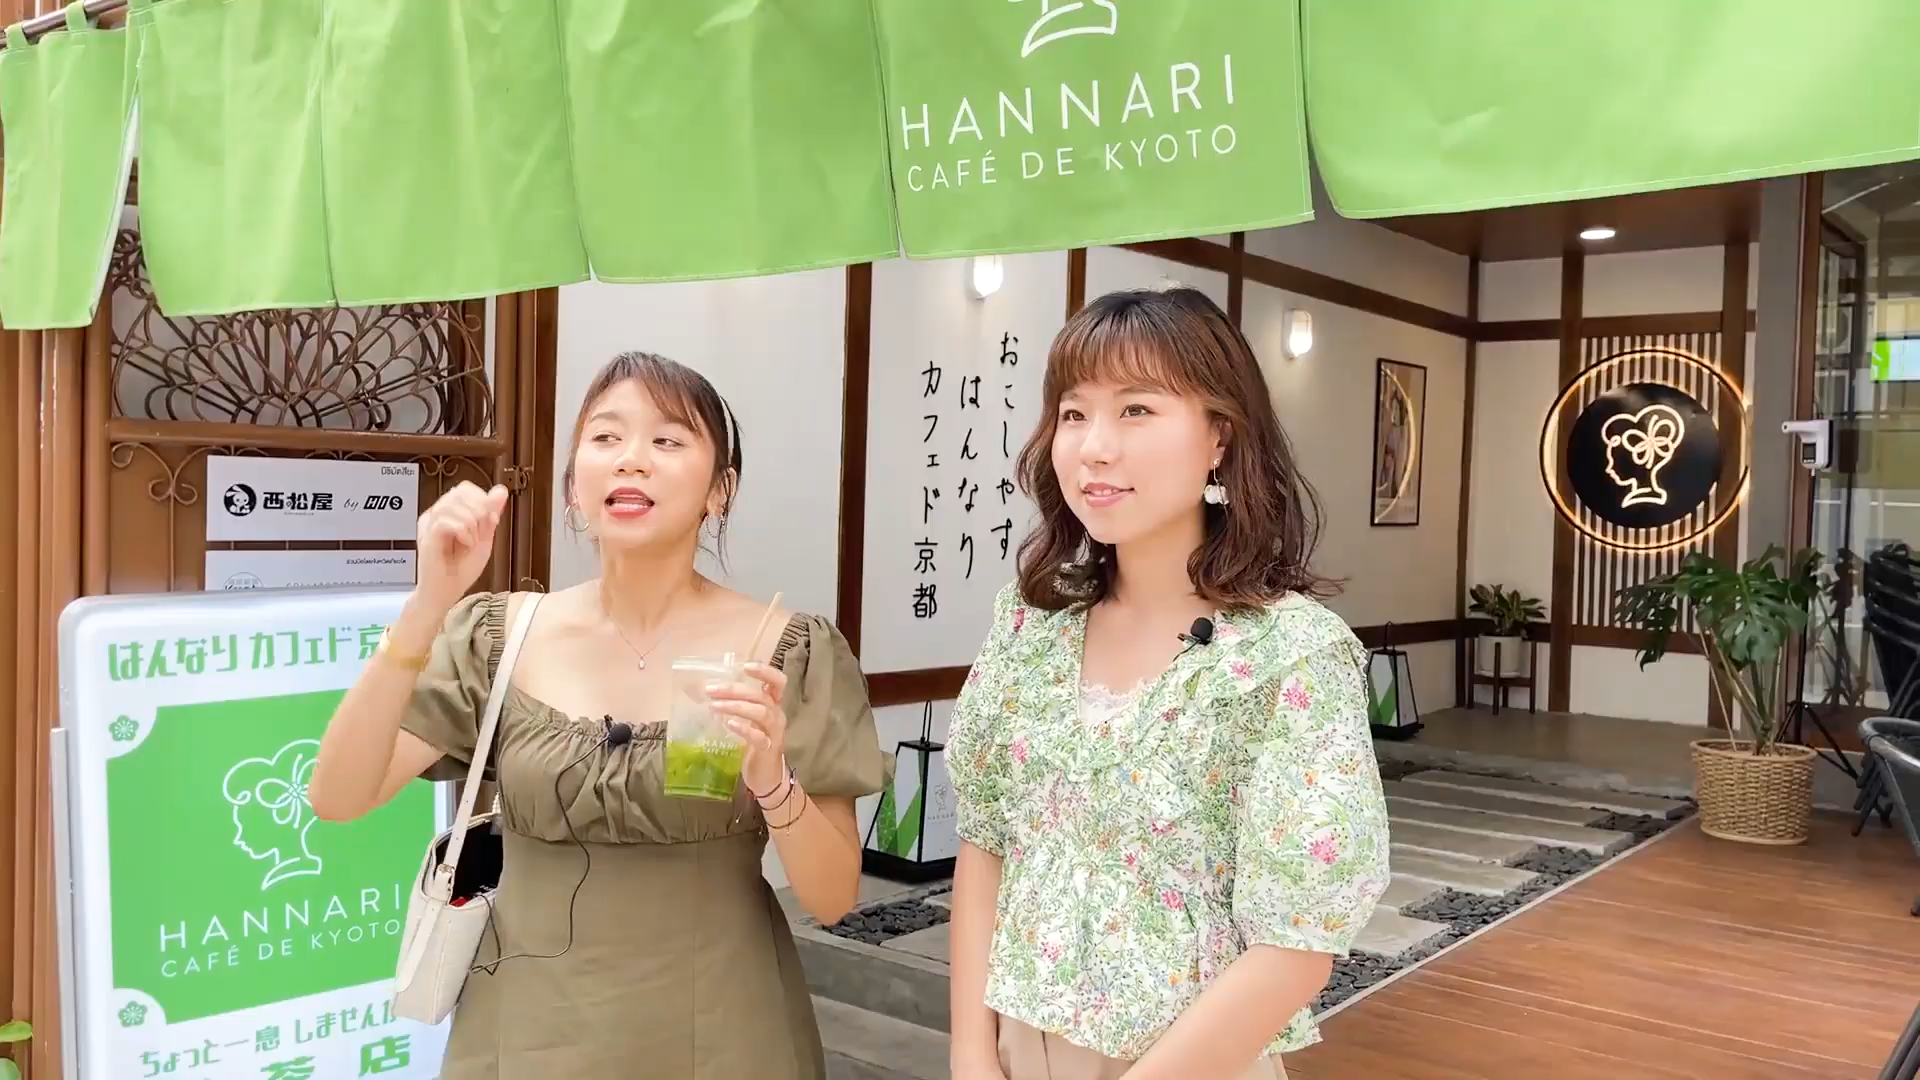 HANNARI
CAFÉ DE KYOTO
おこしやす
はんなり
カフェド京都
西松屋 by HIS
はんなりカフェド京
HANNARI
CAFÉ DE KYOTO
ちょっと一息 しませんか
茶 店
HANNARI